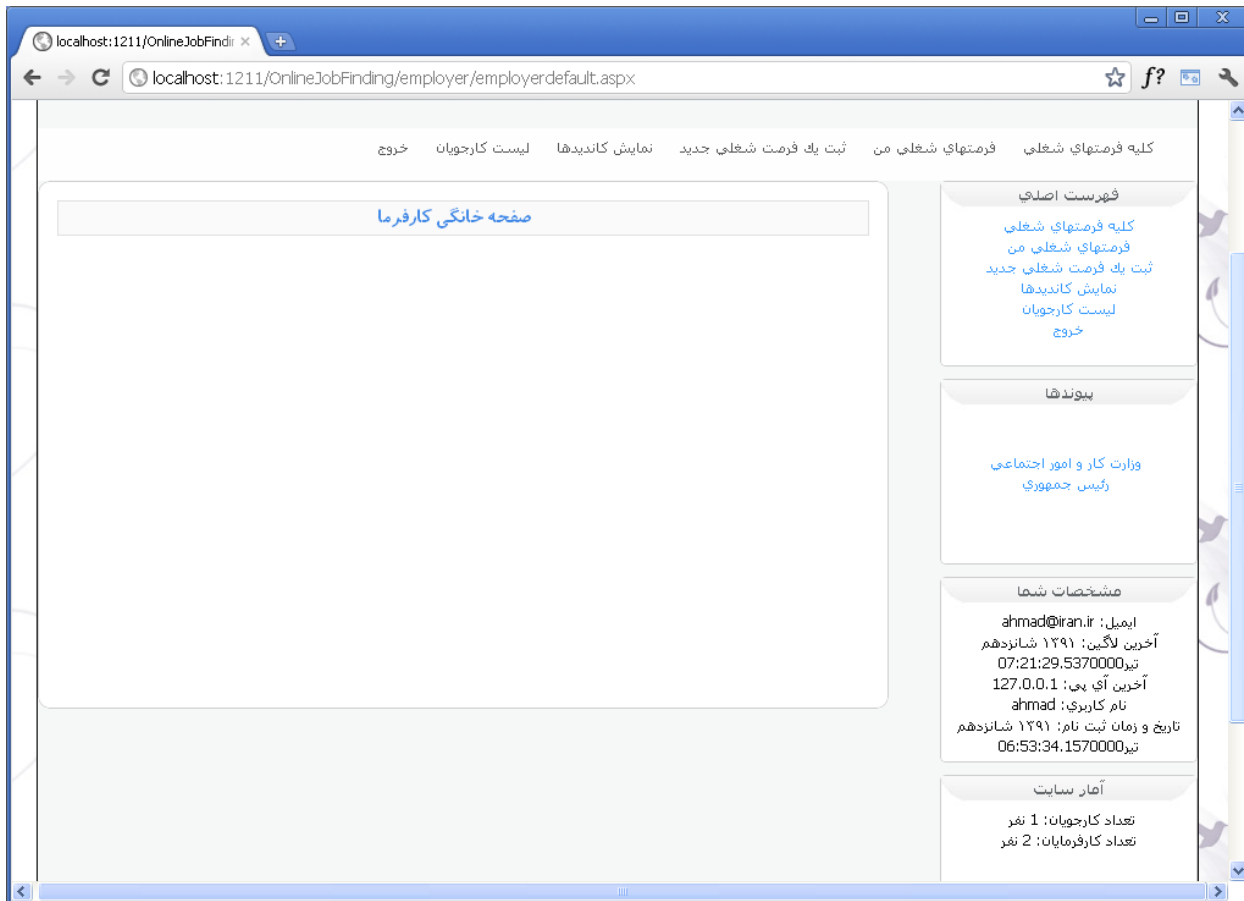 localhost:1211/OnlineJobFindir
localhost:1211/OnlineJobFinding/employer/employerdefault.aspx
f?
كليه فرصتهاي شغلي فرصتهاي شغلي من ثبت يك فرصت شغلي جديد نمايش كانديدها ليست كارجويان خروج
فهرست اصلي
كليه فرصتهاي شغلي
فرصتهاي شغلي من
ثبت يك فرصت شغلي جديد
نمايش كانديدها
ليست كارجويان
خروج
صفحه خانگي كارفرما
پيوندها
وزارت كار و امور اجتماعي
رئيس جمهوري
مشخصات شما
ايميل: ahmad@iran.ir
آخرين لاگين: ۱۳۹۱ شانزدهم
تير07:21:29.5370000
آخرين آي پي: 127.0.0.1
نام كاربري: ahmad
تاريخ و زمان ثبت نام: ۱۳۹۱ شانزدهم
تير06:53:34.1570000
آمار سايت
تعداد كارجويان: 1 نفر
تعداد كارفرمايان: 2 نفر